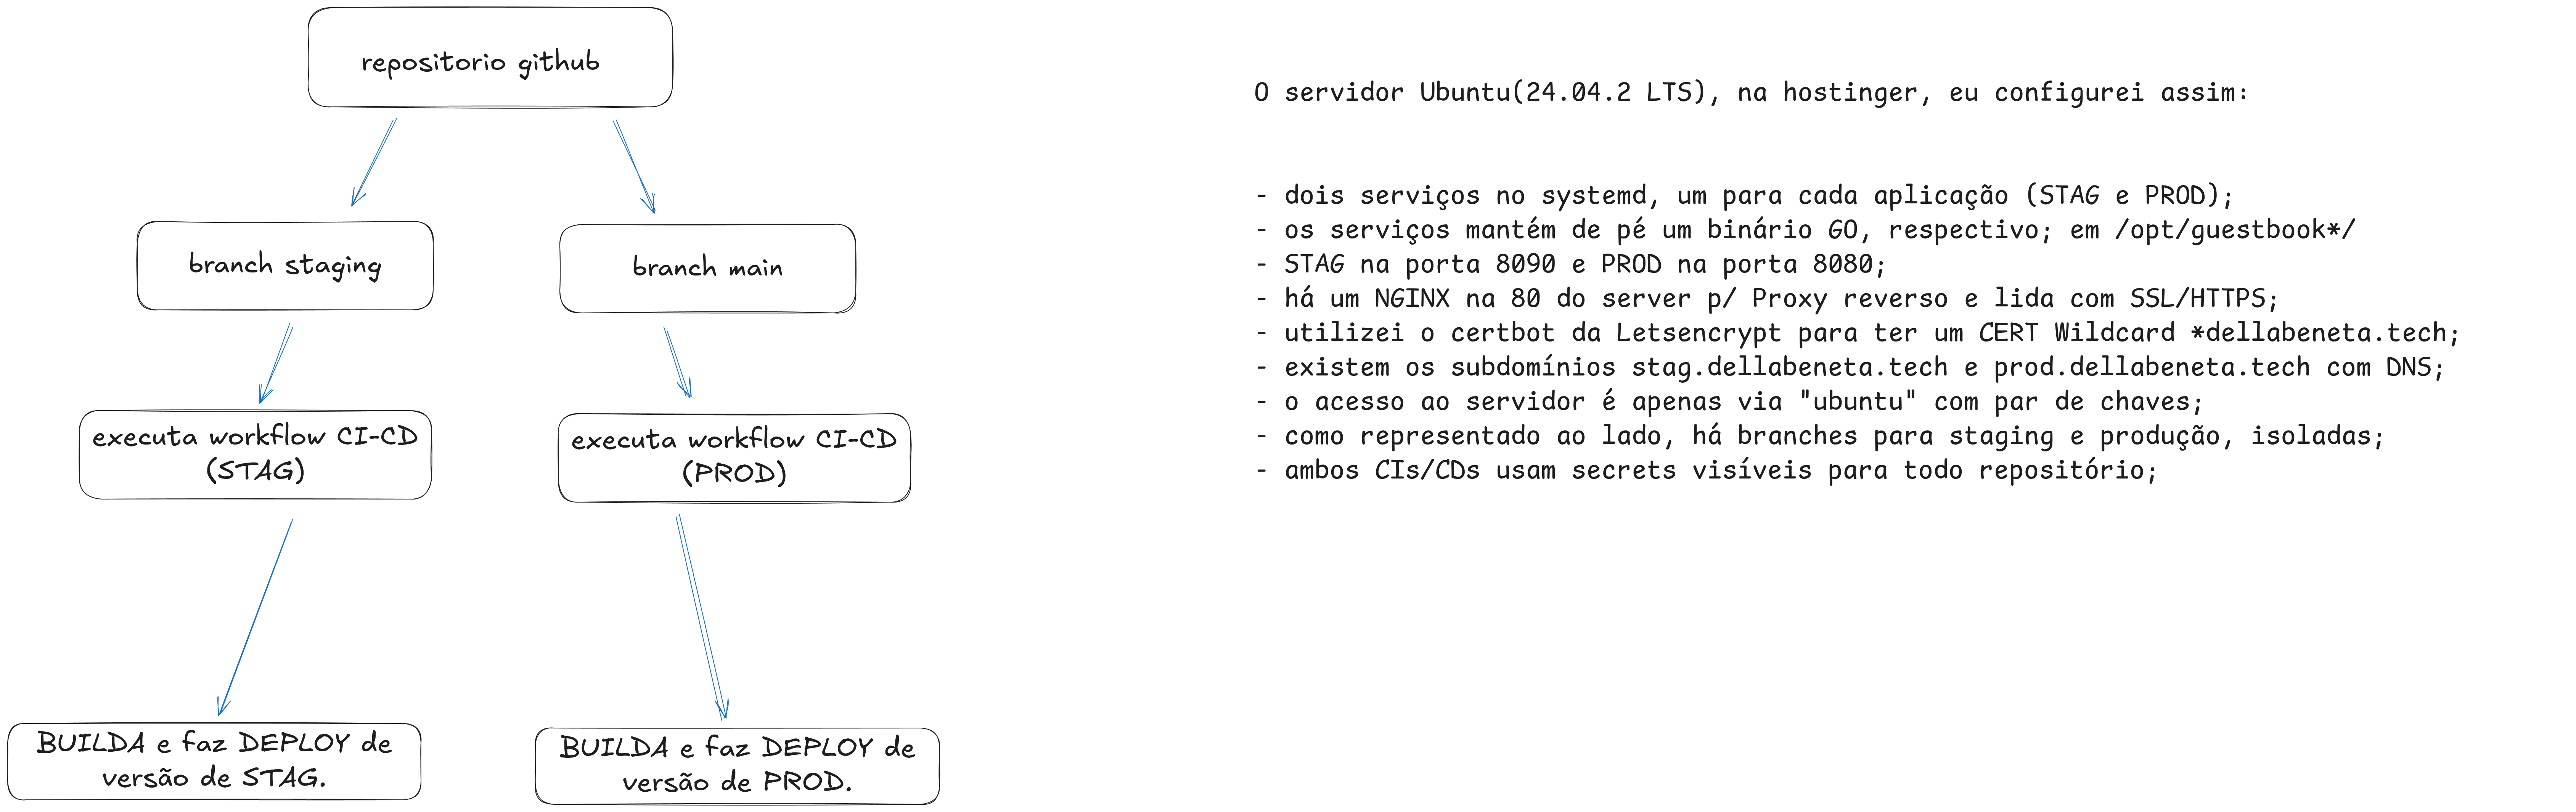 repositorio github
branch staging
branch main
executa workflow CI-CD
(STAG)
executa workflow CI-CD
(PROD)
BUILDA e faz DEPLOY de
versão de STAG.
BUILDA e faz DEPLOY de
versão de PROD.
O servidor Ubuntu(24.04.2 LTS), na hostinger, eu configurei assim:
- dois serviços no systemd, um para cada aplicação (STAG e PROD);
- os serviços mantém de pé um binário GO, respectivo; em /opt/guestbook*/
- STAG na porta 8090 e PROD na porta 8080;
- há um NGINX na 80 do server p/ Proxy reverso e lida com SSL/HTTPS;
- utilizei o certbot da Letsencrypt para ter um CERT Wildcard *dellabeneta.tech;
- existem os subdomínios stag.dellabeneta.tech e prod.dellabeneta.tech com DNS;
- o acesso ao servidor é apenas via "ubuntu" com par de chaves;
- como representado ao lado, há branches para staging e produção, isoladas;
- ambos CIs/CDs usam secrets visíveis para todo repositório;